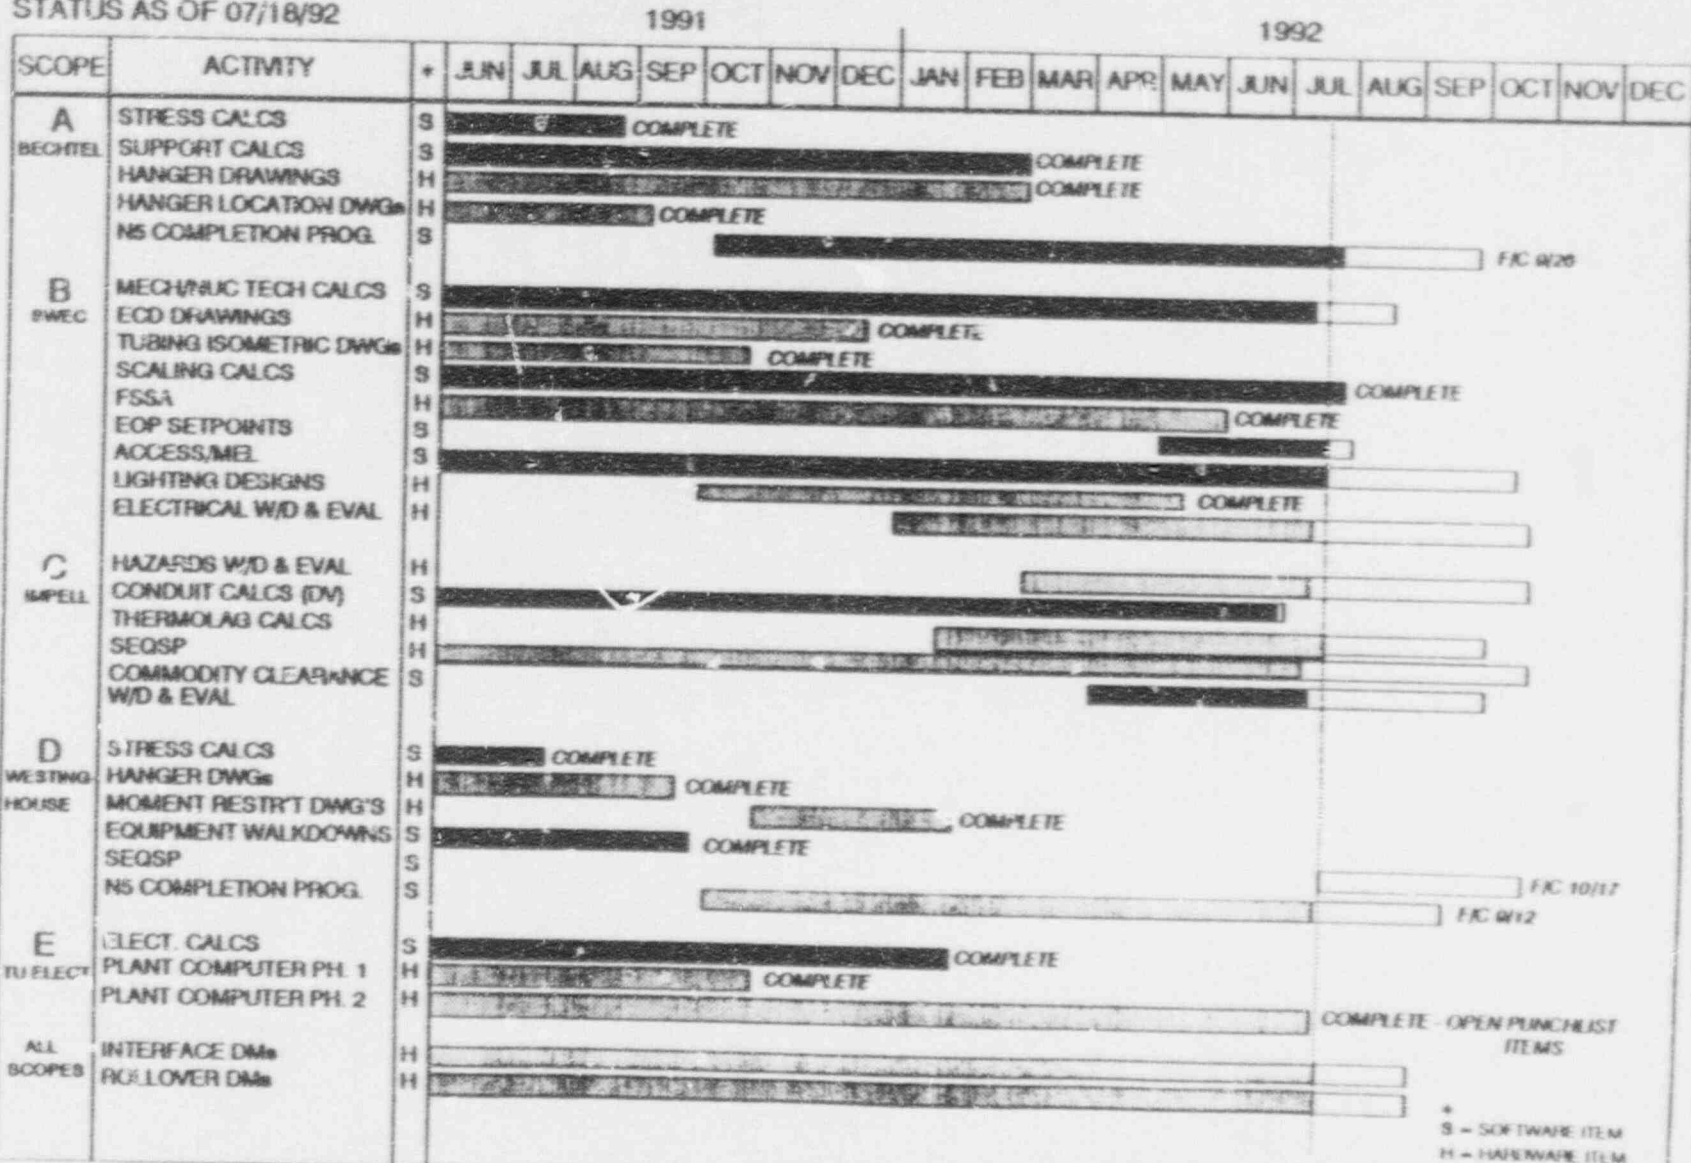 STATUS AS OF 07/18/92
1991 1992
SCOPE ACTIVITY * JUN JUL AUG SEP OCT NOV DEC JAN FEB MAR APR MAY JUN JUL AUG SEP OCT NOV DEC
A STRESS CALCS S COMPLETE
BECHTEL SUPPORT CALCS S COMPLETE
HANGER DRAWINGS H COMPLETE
HANGER LOCATION DWGs H COMPLETE
N5 COMPLETION PROG. S F/C 9/26
B MECH/NUC TECH CALCS S
SWEC ECD DRAWINGS H COMPLETE
TUBING ISOMETRIC DWGs H COMPLETE
SCALING CALCS S COMPLETE
FSSA H COMPLETE
EOP SETPOINTS S
ACCESS/MEL S
LIGHTING DESIGNS H COMPLETE
ELECTRICAL W/D & EVAL H
C HAZARDS W/D & EVAL H
IMPELL CONDUIT CALCS (DV) S
THERMOLAG CALCS H
SEQSP H
COMMODITY CLEARANCE S
W/D & EVAL
D STRESS CALCS S COMPLETE
WESTING- HANGER DWGs H COMPLETE
HOUSE MOMENT RESTR'T DWG'S H COMPLETE
EQUIPMENT WALKDOWNS S COMPLETE
SEQSP S F/C 10/17
N5 COMPLETION PROG. S F/C 9/12
E ELECT. CALCS S COMPLETE
TU ELECT PLANT COMPUTER PH. 1 H COMPLETE
PLANT COMPUTER PH. 2 H COMPLETE - OPEN PUNCHLIST
ITEMS
ALL INTERFACE DMs H
SCOPES ROLLOVER DMs H
*
S - SOFTWARE ITEM
H - HARDWARE ITEM